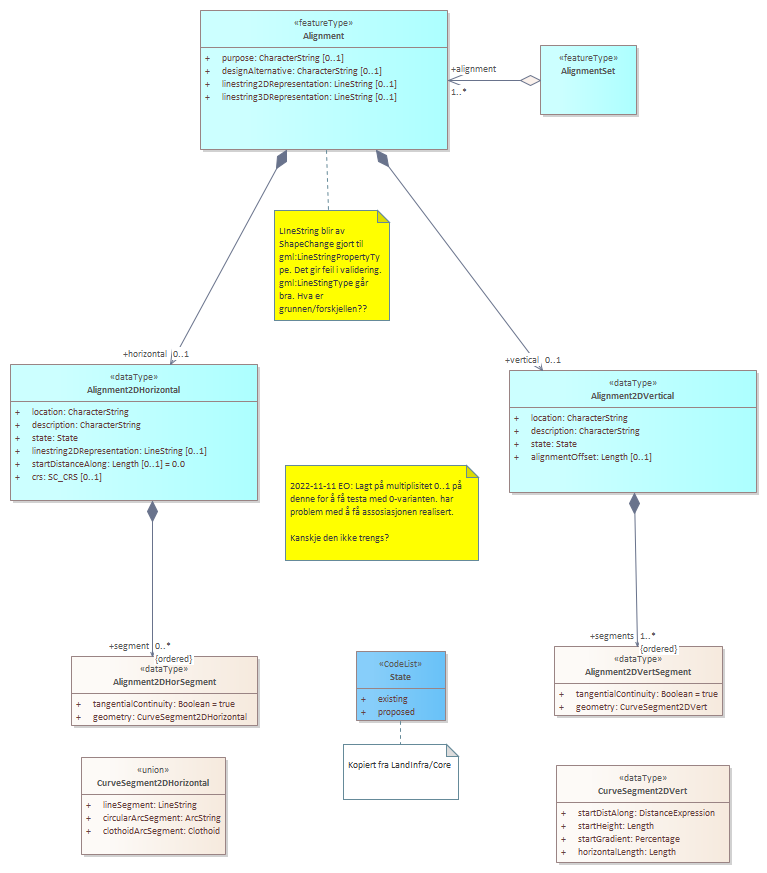 «featureType»
Alignment
+ purpose: CharacterString [0..1]
+ designAlternative: CharacterString [0..1]
+ linestring2DRepresentation: LineString [0..1]
+ linestring3DRepresentation: LineString [0..1]
+alignment
1..*
«featureType»
AlignmentSet
LIneString blir av
ShapeChange gjort til
gml:LineStringPropertyTy
pe. Det gir feil i validering.
gml:LineStingType går
bra. Hva er
grunnen/forskjellen??
+horizontal 0..1
+vertical 0..1
«dataType»
Alignment2DHorizontal
+ location: CharacterString
+ description: CharacterString
+ state: State
+ linestring2DRepresentation: LineString [0..1]
+ startDistanceAlong: Length [0..1] = 0.0
+ crs: SC_CRS [0..1]
«dataType»
Alignment2DVertical
+ location: CharacterString
+ description: CharacterString
+ state: State
+ alignmentOffset: Length [0..1]
2022-11-11 EO: Lagt på multiplisitet 0..1 på
denne for å få testa med 0-varianten. har
problem med å få assosiasjonen realisert.
Kanskje den ikke trengs?
+segment 0..*
{ordered}
«dataType»
Alignment2DHorSegment
+ tangentialContinuity: Boolean = true
+ geometry: CurveSegment2DHorizontal
«CodeList»
State
+ existing
+ proposed
+segments 1..*
{ordered}
«dataType»
Alignment2DVertSegment
+ tangentialContinuity: Boolean = true
+ geometry: CurveSegment2DVert
Kopiert fra LandInfra/Core
«union»
CurveSegment2DHorizontal
+ lineSegment: LineString
+ circularArcSegment: ArcString
+ clothoidArcSegment: Clothoid
«dataType»
CurveSegment2DVert
+ startDistAlong: DistanceExpression
+ startHeight: Length
+ startGradient: Percentage
+ horizontalLength: Length